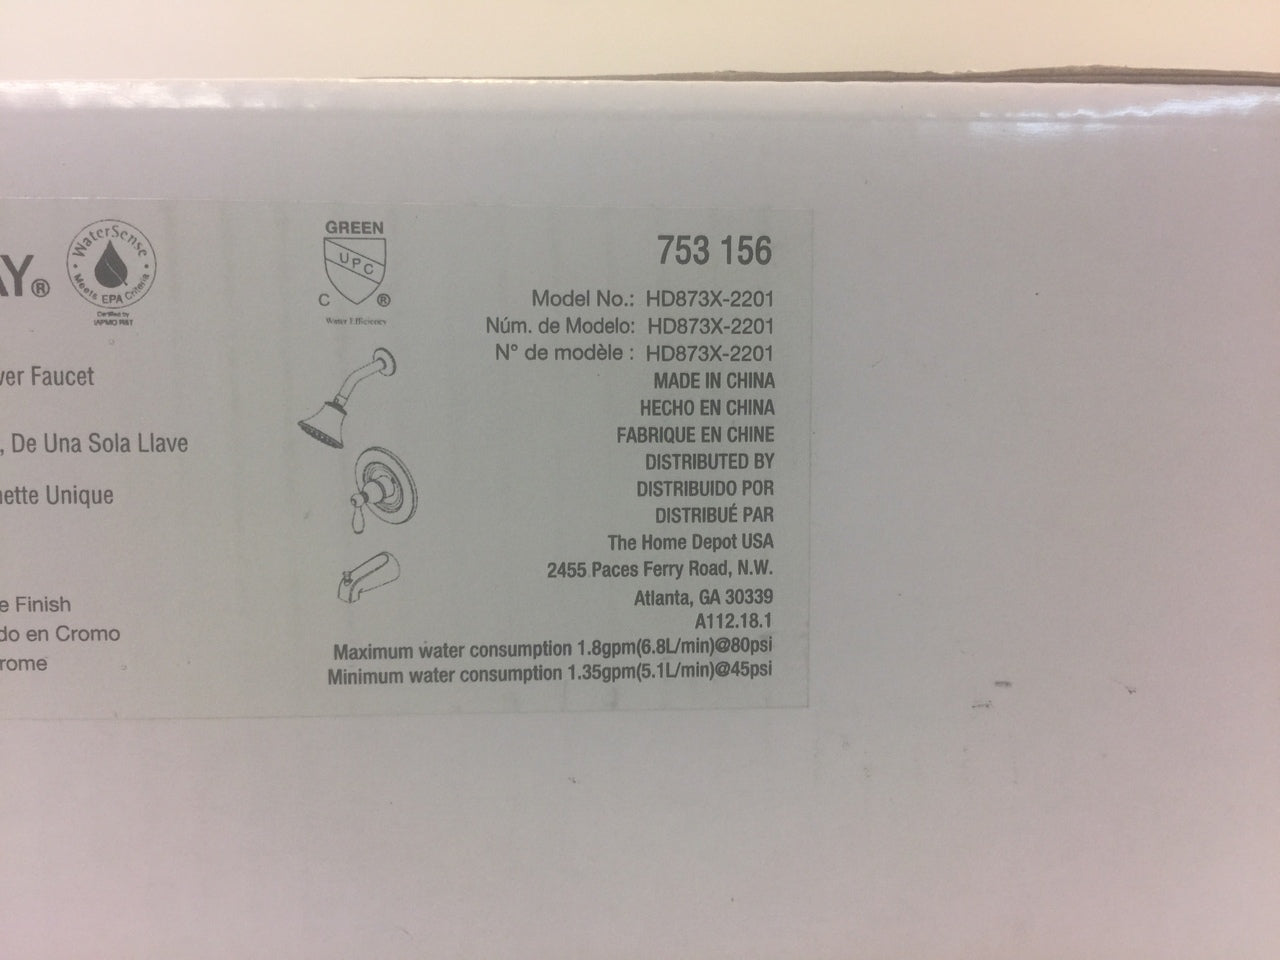 AY®
WaterSense
Meets EPA Criteria
Certified by
IAPMO R&T
ver Faucet
, De Una Sola Llave
nette Unique
e Finish
do en Cromo
rome
GREEN
UPC
C ®
Water Efficiency
753 156
Model No.: HD873X-2201
Núm. de Modelo: HD873X-2201
N° de modèle : HD873X-2201
MADE IN CHINA
HECHO EN CHINA
FABRIQUE EN CHINE
DISTRIBUTED BY
DISTRIBUIDO POR
DISTRIBUÉ PAR
The Home Depot USA
2455 Paces Ferry Road, N.W.
Atlanta, GA 30339
A112.18.1
Maximum water consumption 1.8gpm(6.8L/min)@80psi
Minimum water consumption 1.35gpm(5.1L/min)@45psi